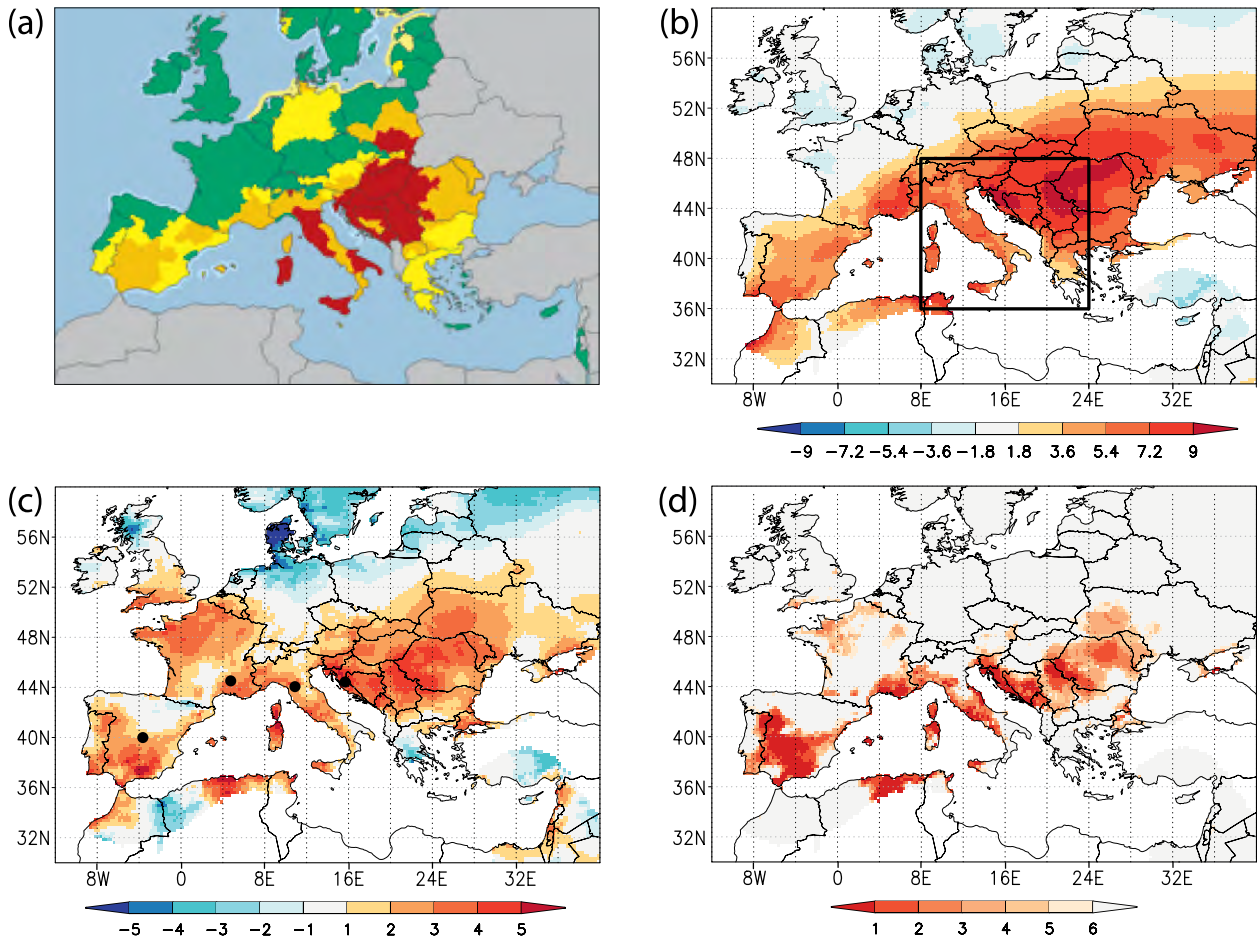 (a)
(b)
56N
52N
48N
44N
40N
36N
32N
8W 0 8E 16E 24E 32E
−9 −7.2 −5.4 −3.6 −1.8 1.8 3.6 5.4 7.2 9
(c)
56N
52N
48N
44N
40N
36N
32N
8W 0 8E 16E 24E 32E
−5 −4 −3 −2 −1 1 2 3 4 5
(d)
56N
52N
48N
44N
40N
36N
32N
8W 0 8E 16E 24E 32E
1 2 3 4 5 6